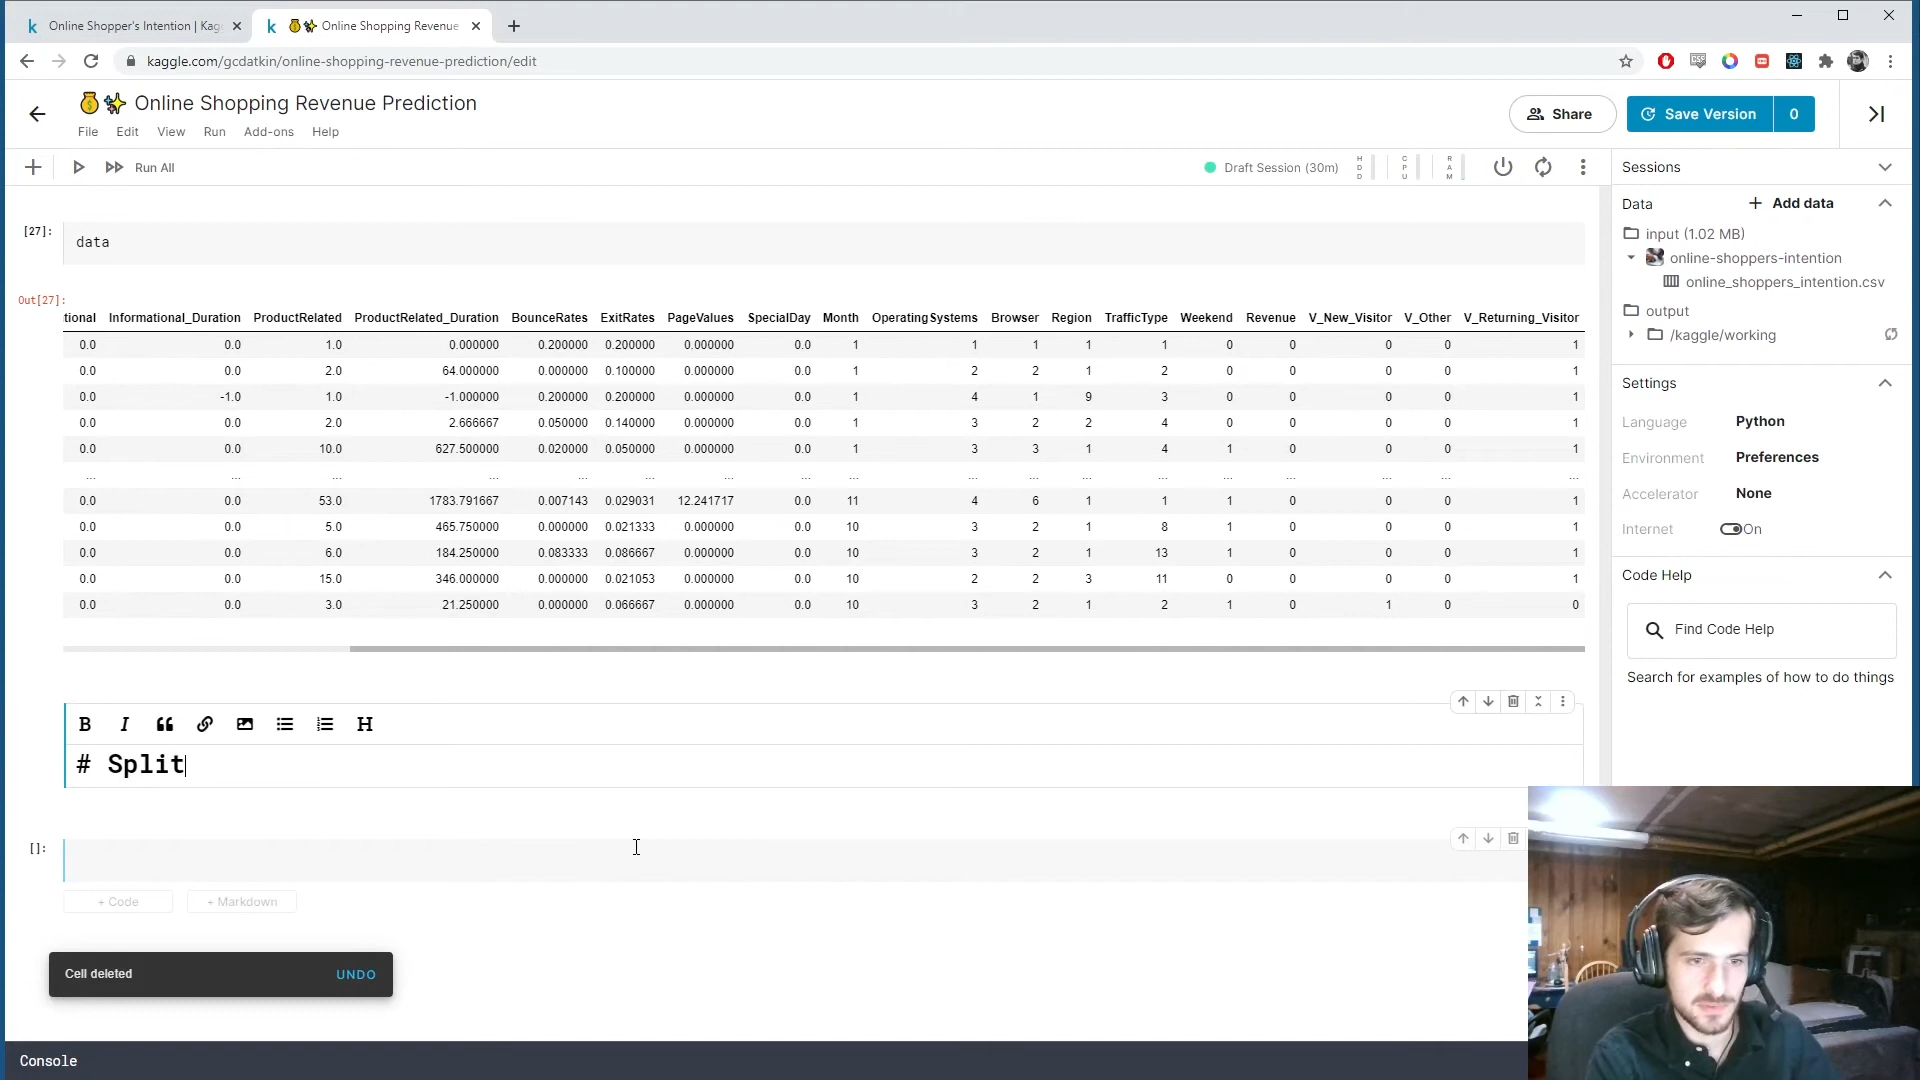 Online Shopper's Intention | Kag
Online Shopping Revenue
kaggle.com/gcdatkin/online-shopping-revenue-prediction/edit
Online Shopping Revenue Prediction
File Edit View Run Add-ons Help
Share
Save Version 0
Run All
Draft Session (30m)
HDD
CPU
RAM
Sessions
Data
+ Add data
input (1.02 MB)
online-shoppers-intention
online_shoppers_intention.csv
output
/kaggle/working
Settings
Language Python
Environment Preferences
Accelerator None
Internet On
Code Help
Find Code Help
Search for examples of how to do things
[27]:
data
Out[27]:
tional Informational_Duration ProductRelated ProductRelated_Duration BounceRates ExitRates PageValues SpecialDay Month OperatingSystems Browser Region TrafficType Weekend Revenue V_New_Visitor V_Other V_Returning_Visitor
0.0 0.0 1.0 0.000000 0.200000 0.200000 0.000000 0.0 1 1 1 1 1 0 0 0 0 1
0.0 0.0 2.0 64.000000 0.000000 0.100000 0.000000 0.0 1 2 2 1 2 0 0 0 0 1
0.0 -1.0 1.0 -1.000000 0.200000 0.200000 0.000000 0.0 1 4 1 9 3 0 0 0 0 1
0.0 0.0 2.0 2.666667 0.050000 0.140000 0.000000 0.0 1 3 2 2 4 0 0 0 0 1
0.0 0.0 10.0 627.500000 0.020000 0.050000 0.000000 0.0 1 3 3 1 4 1 0 0 0 1
... ... ... ... ... ... ... ... ... ... ... ... ... ... ... ... ... ...
0.0 0.0 53.0 1783.791667 0.007143 0.029031 12.241717 0.0 11 4 6 1 1 1 0 0 0 1
0.0 0.0 5.0 465.750000 0.000000 0.021333 0.000000 0.0 10 3 2 1 8 1 0 0 0 1
0.0 0.0 6.0 184.250000 0.083333 0.086667 0.000000 0.0 10 3 2 1 13 1 0 0 0 1
0.0 0.0 15.0 346.000000 0.000000 0.021053 0.000000 0.0 10 2 2 3 11 0 0 0 0 1
0.0 0.0 3.0 21.250000 0.000000 0.066667 0.000000 0.0 10 3 2 1 2 1 0 1 0 0
B I H
# Split
[]:
+ Code + Markdown
Cell deleted UNDO
Console